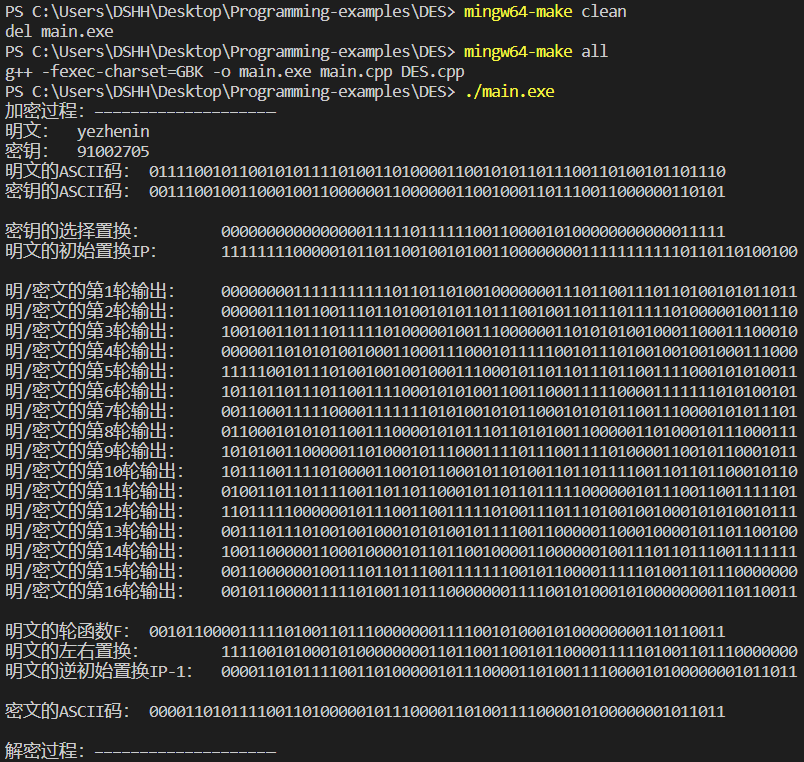 PS C:\Users\DSHH\Desktop\Programming-examples\DES> mingw64-make clean
del main.exe
PS C:\Users\DSHH\Desktop\Programming-examples\DES> mingw64-make all
g++ -fexec-charset=GBK -o main.exe main.cpp DES.cpp
PS C:\Users\DSHH\Desktop\Programming-examples\DES> ./main.exe
加密过程: --------------------
明文: yezhenin
密钥: 91002705
明文的ASCII码: 0111100101100101011110100110100001100101011011100110100101101110
密钥的ASCII码: 0011100100110001001100000011000000110010001101110011000000110101
密钥的选择置换: 00000000000000001111101111110011000010100000000000011111
明文的初始置换IP: 1111111100000101101100100101001100000000111111111110110110100100
明/密文的第1轮输出: 0000000011111111111011011010010000000111011001110110100101011011
明/密文的第2轮输出: 0000011101100111011010010101101110010011011101111101000001001110
明/密文的第3轮输出: 1001001101110111110100000100111000000110101010010001100011100010
明/密文的第4轮输出: 0000011010101001000110001110001011111001011101001001001000111000
明/密文的第5轮输出: 1111100101110100100100100011100010110110111011001111000101010011
明/密文的第6轮输出: 1011011011101100111100010101001100110001111100001111111010100101
明/密文的第7轮输出: 0011000111110000111111101010010101100010101011001110000101011101
明/密文的第8轮输出: 0110001010101100111000010101110110101001100000110100010111000111
明/密文的第9轮输出: 1010100110000011010001011100011110111001111010000110010110001011
明/密文的第10轮输出: 1011100111101000011001011000101101001101101111001101101100010110
明/密文的第11轮输出: 0100110110111100110110110001011011011111000000101110011001111101
明/密文的第12轮输出: 1101111100000010111001100111110100111011101001001000101010010111
明/密文的第13轮输出: 0011101110100100100010101001011110011000001100010000101101100100
明/密文的第14轮输出: 1001100000110001000010110110010000110000001001110110111001111111
明/密文的第15轮输出: 0011000000100111011011100111111100101100001111101001101110000000
明/密文的第16轮输出: 0010110000111110100110111000000011110010100010100000000110110011
明文的轮函数F: 0010110000111110100110111000000011110010100010100000000110110011
明文的左右置换: 1111001010001010000000011011001100101100001111101001101110000000
明文的逆初始置换IP-1: 0000110101111001101000001011100001101001111000010100000001011011
密文的ASCII码: 0000110101111001101000001011100001101001111000010100000001011011
解密过程: --------------------